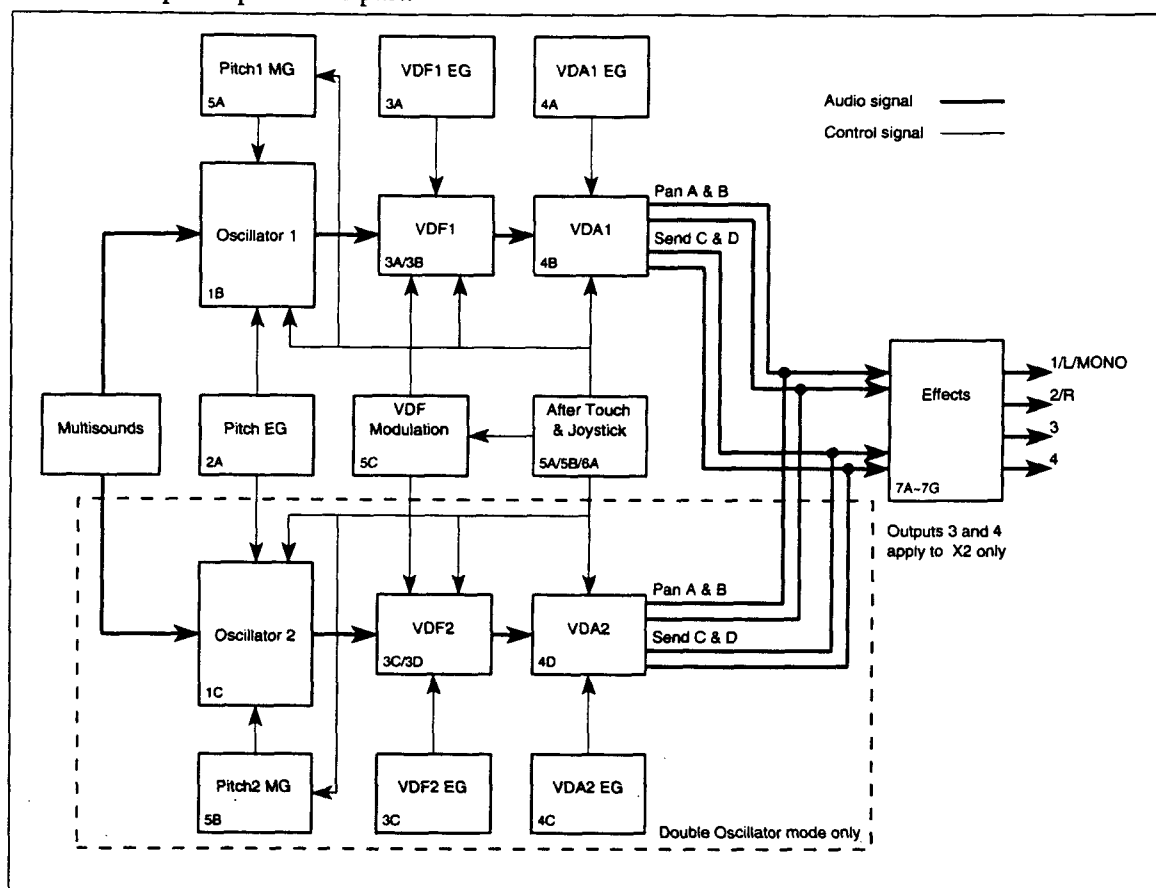 Pitch1 MG
5A
VDF1 EG
3A
VDA1 EG
4A
Audio signal
Control signal
Oscillator 1
1B
VDF1
3A/3B
VDA1
4B
Pan A & B
Send C & D
Multisounds
Pitch EG
2A
VDF
Modulation
5C
After Touch
& Joystick
5A/5B/6A
Effects
7A~7G
1/L/MONO
2/R
3
4
Outputs 3 and 4
apply to X2 only
Oscillator 2
1C
VDF2
3C/3D
VDA2
4D
Pan A & B
Send C & D
Pitch2 MG
5B
VDF2 EG
3C
VDA2 EG
4C
Double Oscillator mode only